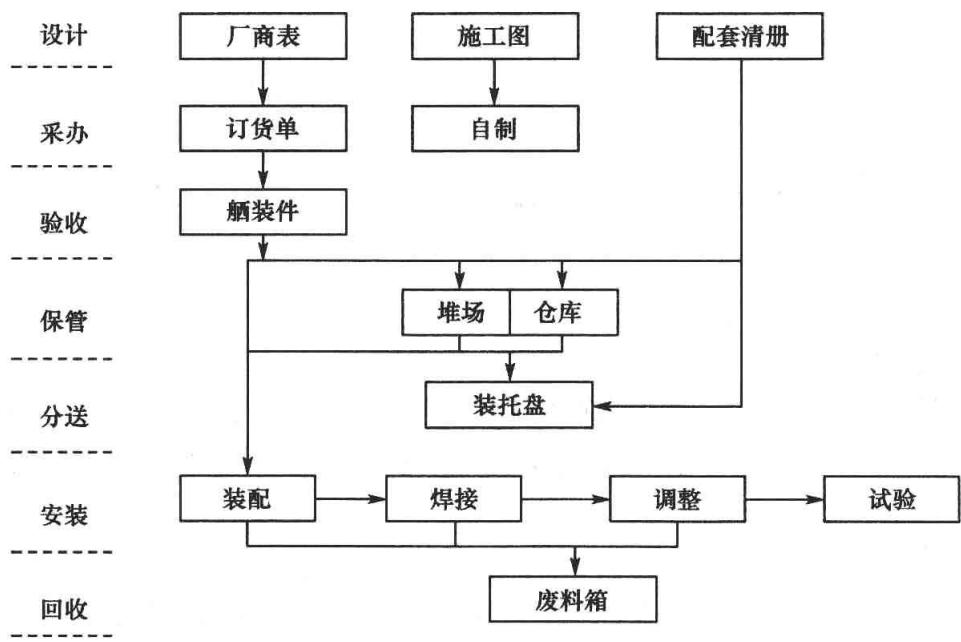 设计 厂商表 施工图 配套清册
采办 订货单 自制
验收 舾装件
保管 堆场 仓库
分送 装托盘
安装 装配 焊接 调整 试验
回收 废料箱